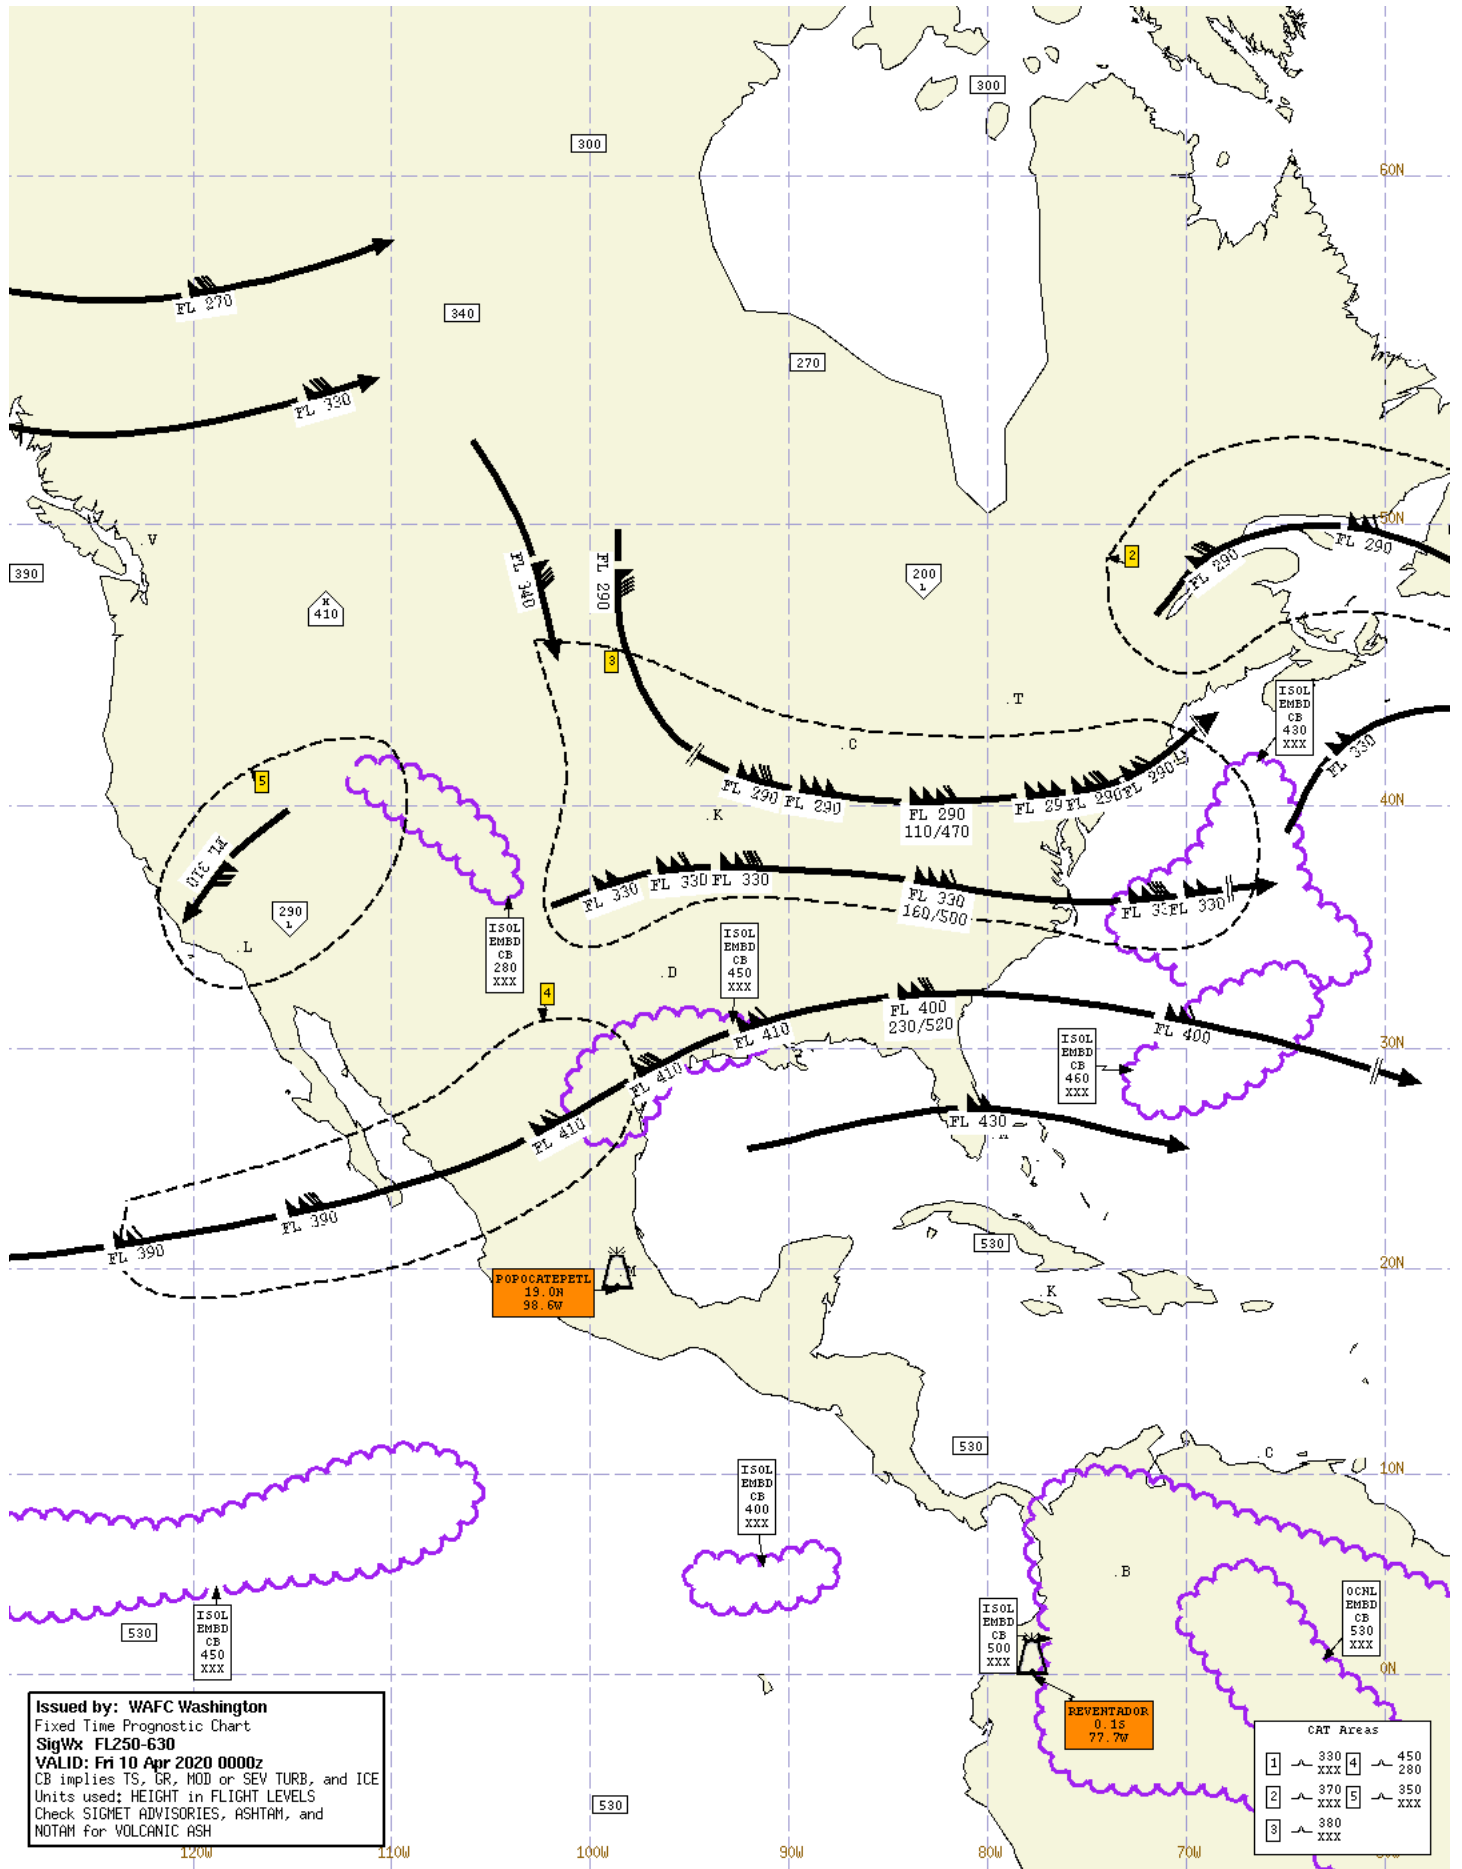 300
300
60N
FL 270
340
270
FL 330
50N
V
390
FL 340
FL 290
200
L
2
FL 290
FL 290
H
410
3
T
ISOL
EMBD
CB
430
XXX
C
5
FL 330
FL 290
FL 290
FL 290
110/470
FL 29
FL 290
FL 290
40N
K
FL 310
FL 330
FL 330
FL 330
FL 330
160/500
FL 33
FL 330
290
L
L
ISOL
EMBD
CB
280
XXX
ISOL
EMBD
CB
450
XXX
D
4
FL 400
230/520
FL 410
FL 400
30N
ISOL
EMBD
CB
460
XXX
FL 410
FL 410
FL 430
FL 390
FL 390
530
20N
POPOCATEPETL
19.0N
98.6W
M
K
530
C
10N
ISOL
EMBD
CB
400
XXX
B
ISOL
EMBD
CB
450
XXX
530
ISOL
EMBD
CB
500
XXX
OCNL
EMBD
CB
530
XXX
0N
REVENTADOR
0.1S
77.7W
Issued by: WAFC Washington
Fixed Time Prognostic Chart
SigWx FL250-630
VALID: Fri 10 Apr 2020 0000z
CB implies TS, GR, MOD or SEV TURB, and ICE
Units used: HEIGHT in FLIGHT LEVELS
Check SIGMET ADVISORIES, ASHTAM, and
NOTAM for VOLCANIC ASH
530
CAT Areas
1 330 XXX
4 450 280
2 370 XXX
5 350 XXX
3 380 XXX
120W
110W
100W
90W
80W
70W